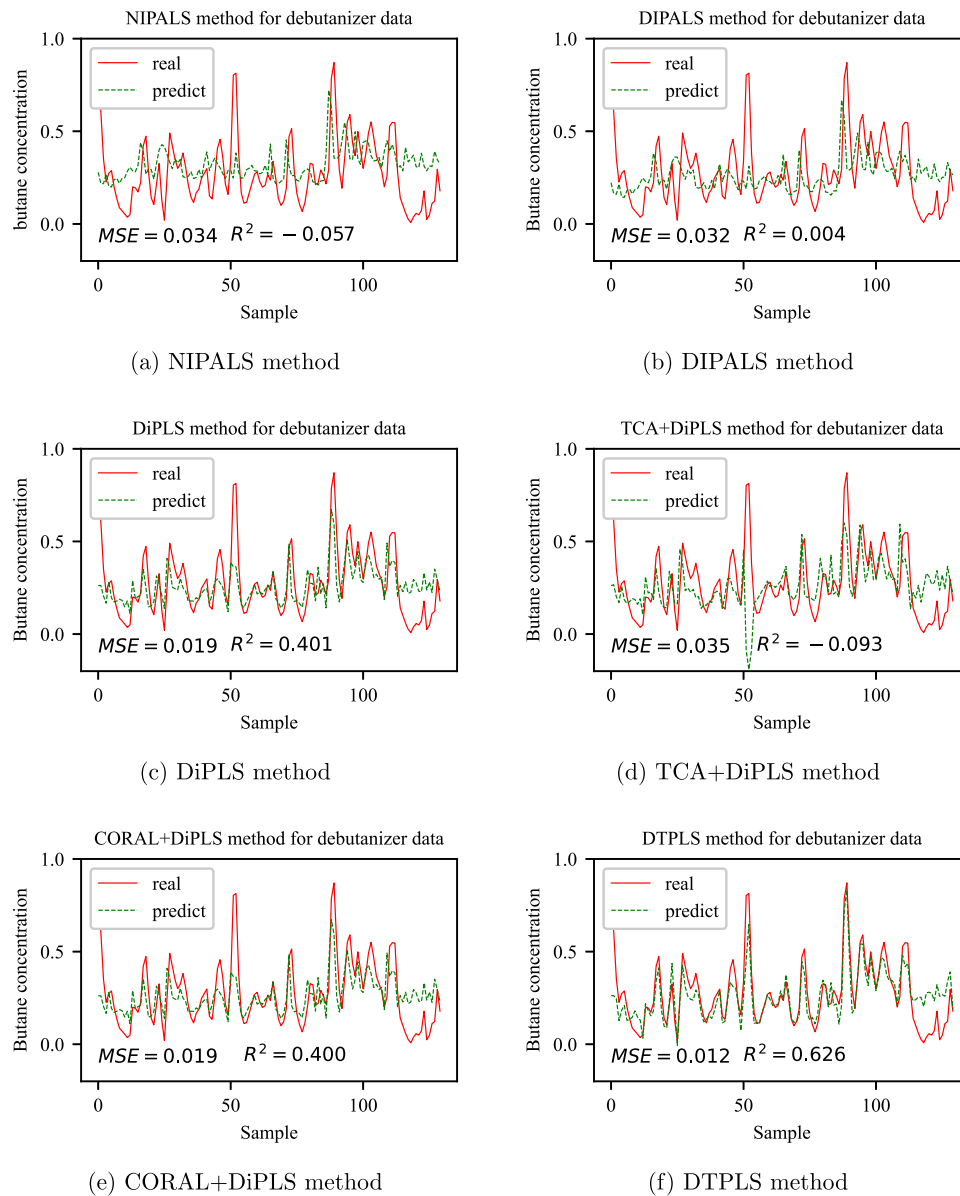 NIPALS method for debutanizer data
1.0
real
predict
0.5
0.0
butane concentration
MSE = 0.034 R² = −0.057
0 50 100
Sample
(a) NIPALS method
DIPALS method for debutanizer data
1.0
real
predict
0.5
0.0
Butane concentration
MSE = 0.032 R² = 0.004
0 50 100
Sample
(b) DIPALS method
DiPLS method for debutanizer data
1.0
real
predict
0.5
0.0
Butane concentration
MSE = 0.019 R² = 0.401
0 50 100
Sample
(c) DiPLS method
TCA+DiPLS method for debutanizer data
1.0
real
predict
0.5
0.0
Butane concentration
MSE = 0.035 R² = −0.093
0 50 100
Sample
(d) TCA+DiPLS method
CORAL+DiPLS method for debutanizer data
1.0
real
predict
0.5
0.0
Butane concentration
MSE = 0.019 R² = 0.400
0 50 100
Sample
(e) CORAL+DiPLS method
DTPLS method for debutanizer data
1.0
real
predict
0.5
0.0
Butane concentration
MSE = 0.012 R² = 0.626
0 50 100
Sample
(f) DTPLS method